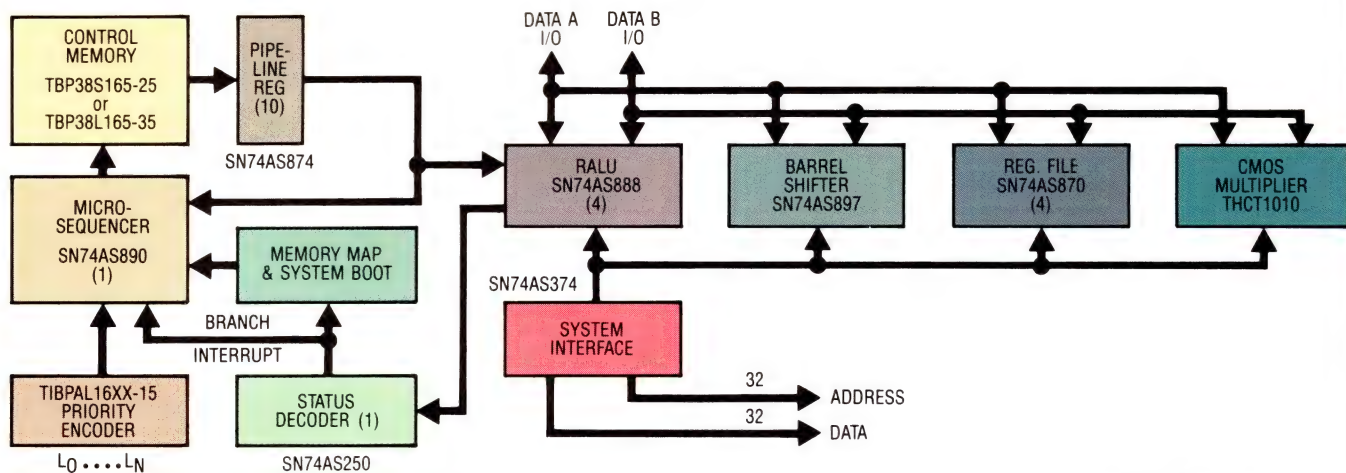 CONTROL
MEMORY
TBP38S165-25
or
TBP38L165-35
PIPE-
LINE
REG
(10)
SN74AS874
DATA A
I/O
DATA B
I/O
RALU
SN74AS888
(4)
BARREL
SHIFTER
SN74AS897
REG. FILE
SN74AS870
(4)
CMOS
MULTIPLIER
THCT1010
MICRO-
SEQUENCER
SN74AS890
(1)
MEMORY MAP
& SYSTEM BOOT
SN74AS374
SYSTEM
INTERFACE
BRANCH
INTERRUPT
TIBPAL16XX-15
PRIORITY
ENCODER
L0 •••• LN
STATUS
DECODER (1)
SN74AS250
32
ADDRESS
32
DATA